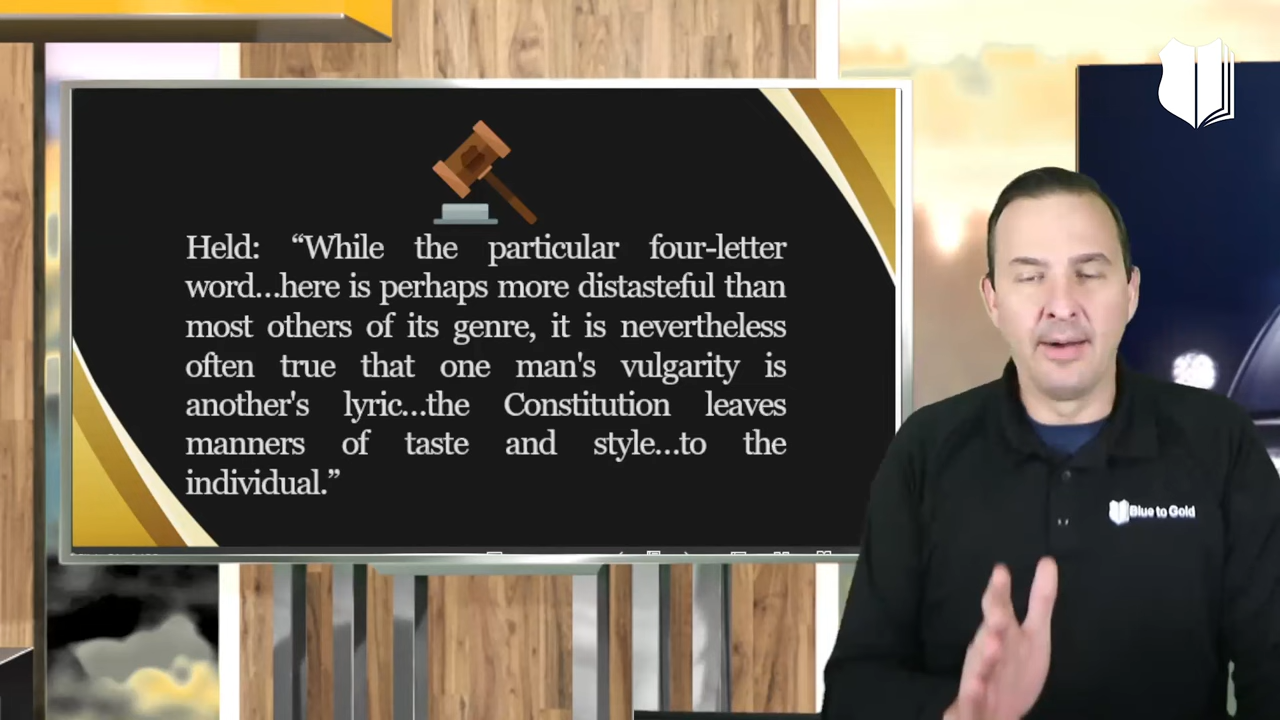 Held: “While the particular four-letter
word...here is perhaps more distasteful than
most others of its genre, it is nevertheless
often true that one man's vulgarity is
another's lyric...the Constitution leaves
manners of taste and style...to the
individual.”
Blue to Gold